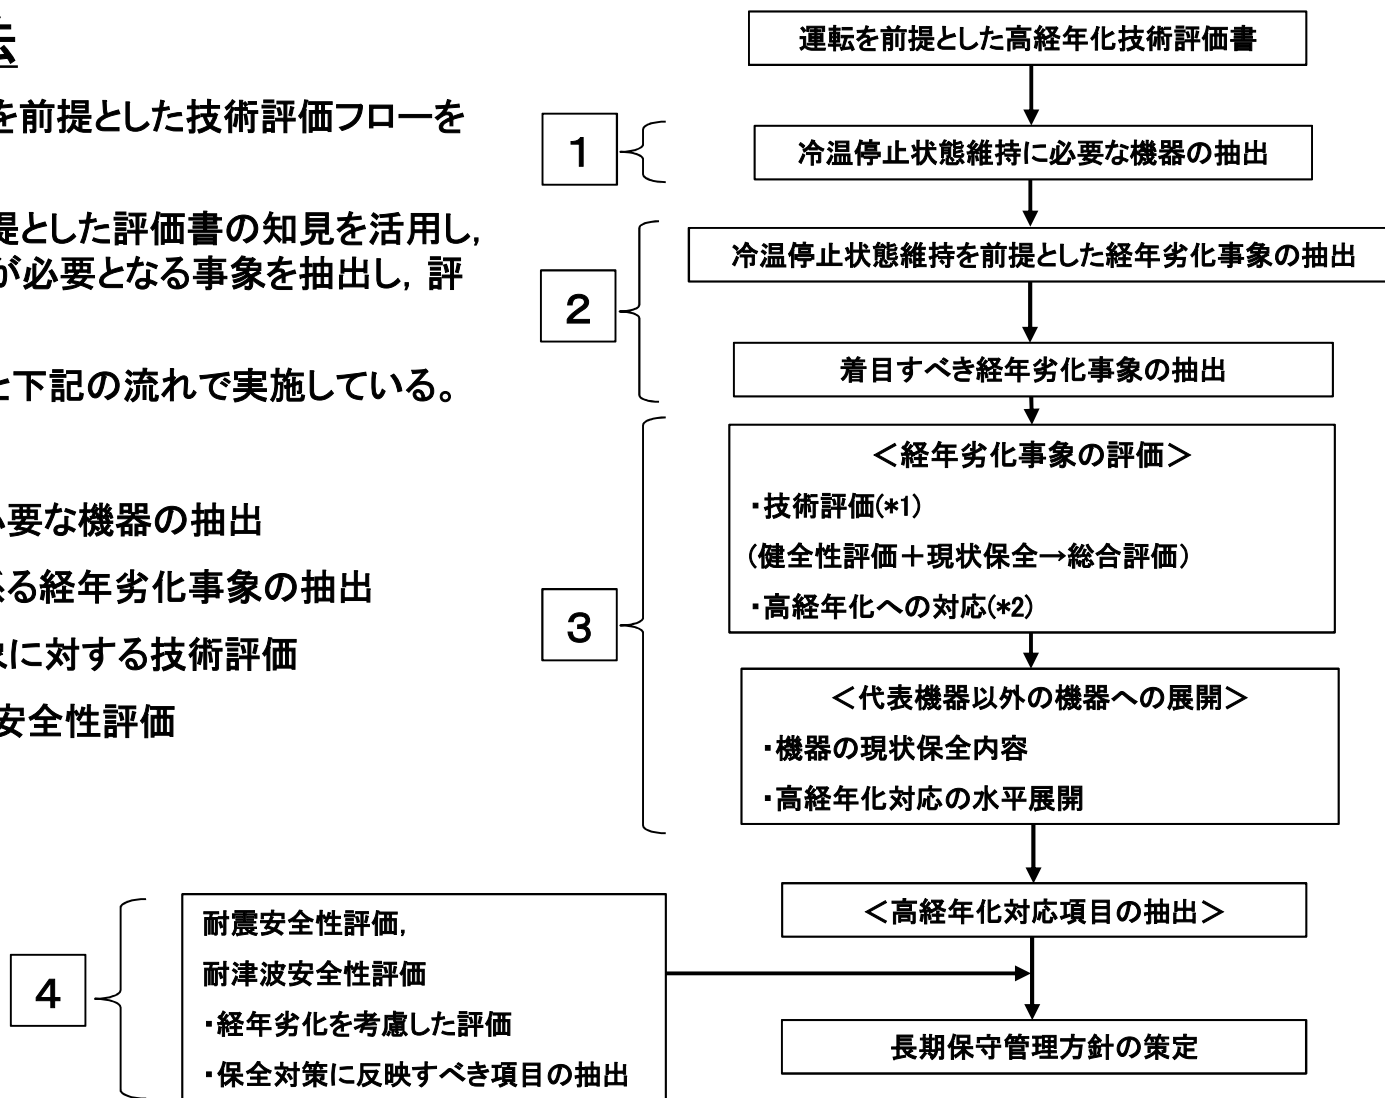 法
を前提とした技術評価フローを
提とした評価書の知見を活用し,
が必要となる事象を抽出し, 評
と下記の流れで実施している。
必要な機器の抽出
係る経年劣化事象の抽出
象に対する技術評価
安全性評価
運転を前提とした高経年化技術評価書
1
冷温停止状態維持に必要な機器の抽出
2
冷温停止状態維持を前提とした経年劣化事象の抽出
着目すべき経年劣化事象の抽出
3
＜経年劣化事象の評価＞
・技術評価(*1)
(健全性評価＋現状保全→総合評価)
・高経年化への対応(*2)
＜代表機器以外の機器への展開＞
・機器の現状保全内容
・高経年化対応の水平展開
＜高経年化対応項目の抽出＞
4
耐震安全性評価,
耐津波安全性評価
・経年劣化を考慮した評価
・保全対策に反映すべき項目の抽出
長期保守管理方針の策定